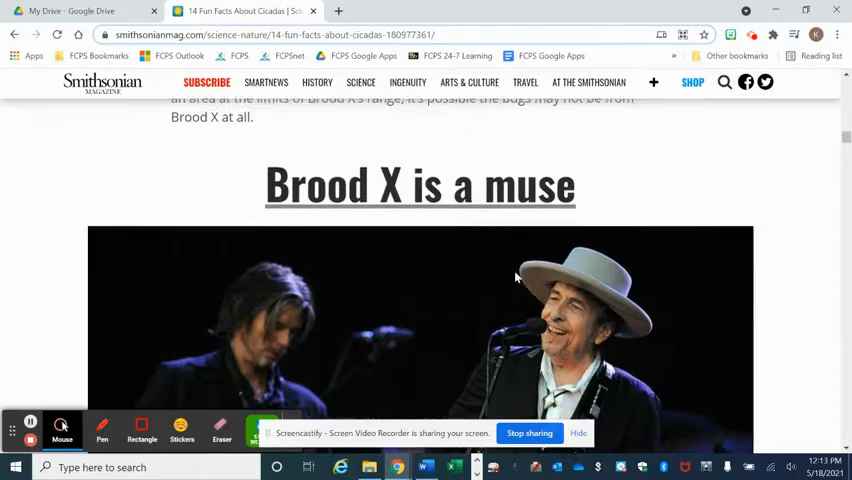 My Drive - Google Drive
14 Fun Facts About Cicadas | Scie
smithsonianmag.com/science-nature/14-fun-facts-about-cicadas-180977361/
K
Apps FCPS Bookmarks FCPS Outlook FCPS FCPSnet FCPS Google Apps FCPS 24-7 Learning FCPS Google Apps » Other bookmarks Reading list
Smithsonian
MAGAZINE
SUBSCRIBE SMARTNEWS HISTORY SCIENCE INGENUITY ARTS & CULTURE TRAVEL AT THE SMITHSONIAN SHOP
an area at the limits of Brood X's range, it's possible the bugs may not be from
Brood X at all.
Brood X is a muse
Mouse Pen Rectangle Stickers Eraser
Screencastify - Screen Video Recorder is sharing your screen. Stop sharing Hide
Type here to search
12:13 PM
5/18/2021